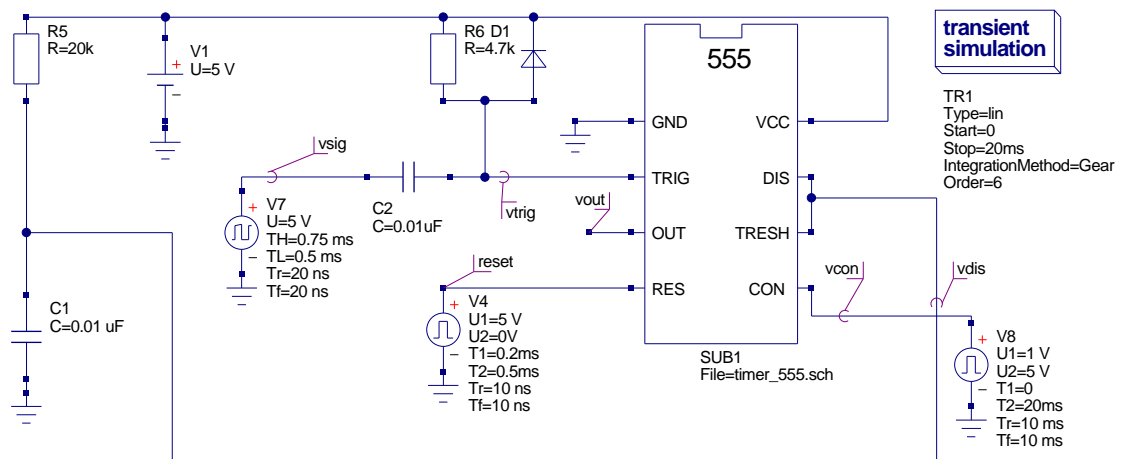 R5
R=20k
V1
U=5 V
R6 D1
R=4.7k
555
GND
VCC
TRIG
DIS
OUT
TRESH
RES
CON
SUB1
File=timer_555.sch
transient
simulation
TR1
Type=lin
Start=0
Stop=20ms
IntegrationMethod=Gear
Order=6
vsig
V7
U=5 V
TH=0.75 ms
TL=0.5 ms
Tr=20 ns
Tf=20 ns
C2
C=0.01uF
vtrig
vout
reset
V4
U1=5 V
U2=0V
T1=0.2ms
T2=0.5ms
Tr=10 ns
Tf=10 ns
vcon
vdis
V8
U1=1 V
U2=5 V
T1=0
T2=20ms
Tr=10 ms
Tf=10 ms
C1
C=0.01 uF